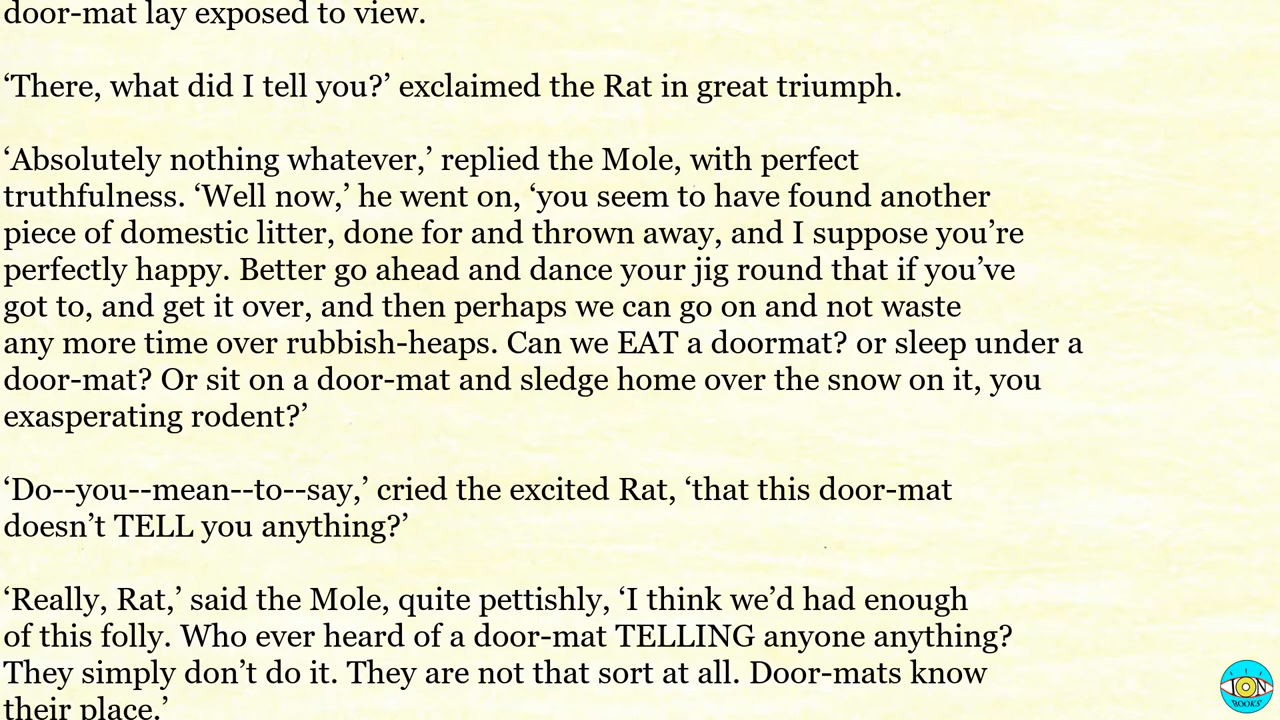 door-mat lay exposed to view.
‘There, what did I tell you?’ exclaimed the Rat in great triumph.
‘Absolutely nothing whatever,’ replied the Mole, with perfect
truthfulness. ‘Well now,’ he went on, ‘you seem to have found another
piece of domestic litter, done for and thrown away, and I suppose you’re
perfectly happy. Better go ahead and dance your jig round that if you’ve
got to, and get it over, and then perhaps we can go on and not waste
any more time over rubbish-heaps. Can we EAT a doormat? or sleep under a
door-mat? Or sit on a door-mat and sledge home over the snow on it, you
exasperating rodent?’
‘Do--you--mean--to--say,’ cried the excited Rat, ‘that this door-mat
doesn’t TELL you anything?’
‘Really, Rat,’ said the Mole, quite pettishly, ‘I think we’d had enough
of this folly. Who ever heard of a door-mat TELLING anyone anything?
They simply don’t do it. They are not that sort at all. Door-mats know
their place.’
ION
BOOKS